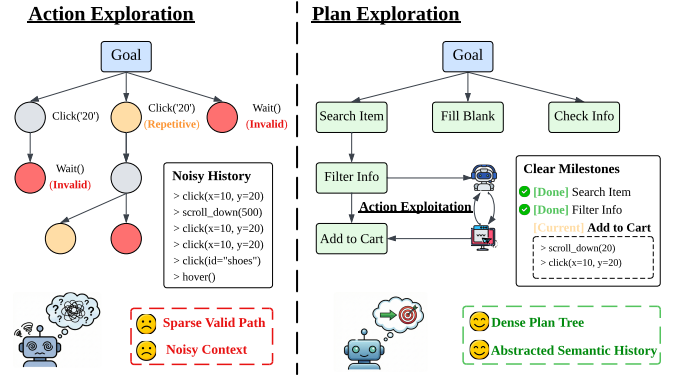 Action Exploration
Goal
Click('20')
Click('20')
(Repetitive)
Wait()
(Invalid)
Wait()
(Invalid)
Noisy History
> click(x=10, y=20)
> scroll_down(500)
> click(x=10, y=20)
> click(x=10, y=20)
> click(id="shoes")
> hover()
Sparse Valid Path
Noisy Context
Plan Exploration
Goal
Search Item
Fill Blank
Check Info
Filter Info
Action Exploitation
Add to Cart
Clear Milestones
[Done] Search Item
[Done] Filter Info
[Current] Add to Cart
> scroll_down(20)
> click(x=10, y=20)
Dense Plan Tree
Abstracted Semantic History